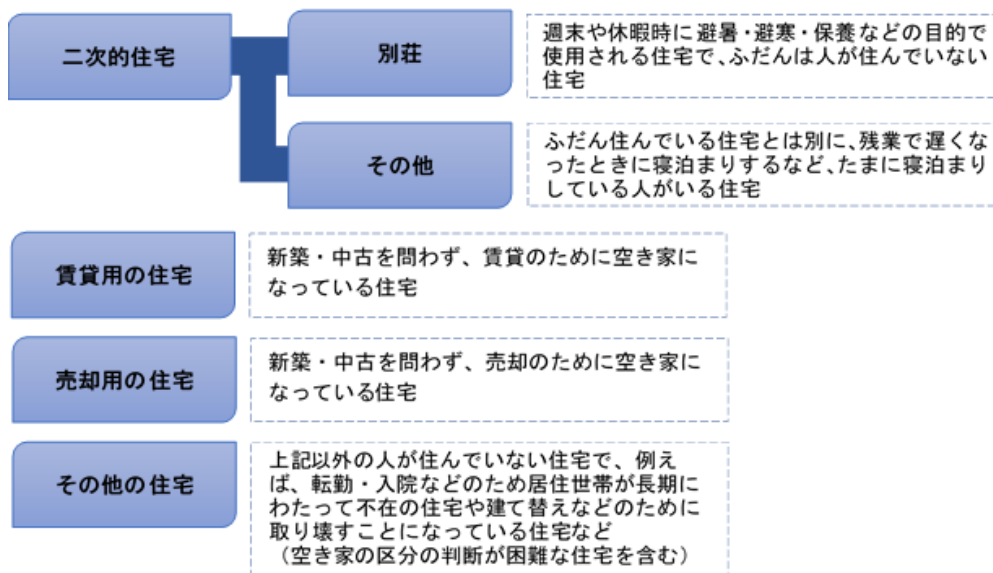 二次的住宅
別荘
週末や休暇時に避暑・避寒・保養などの目的で
使用される住宅で、ふだんは人が住んでいない
住宅
その他
ふだん住んでいる住宅とは別に、残業で遅くな
ったときに寝泊まりするなど、たまに寝泊まり
している人がいる住宅
賃貸用の住宅
新築・中古を問わず、賃貸のために空き家に
なっている住宅
売却用の住宅
新築・中古を問わず、売却のために空き家に
なっている住宅
その他の住宅
上記以外の人が住んでいない住宅で、例え
ば、転勤・入院などのため居住世帯が長期に
わたって不在の住宅や建て替えなどのために
取り壊すことになっている住宅など
（空き家の区分の判断が困難な住宅を含む）